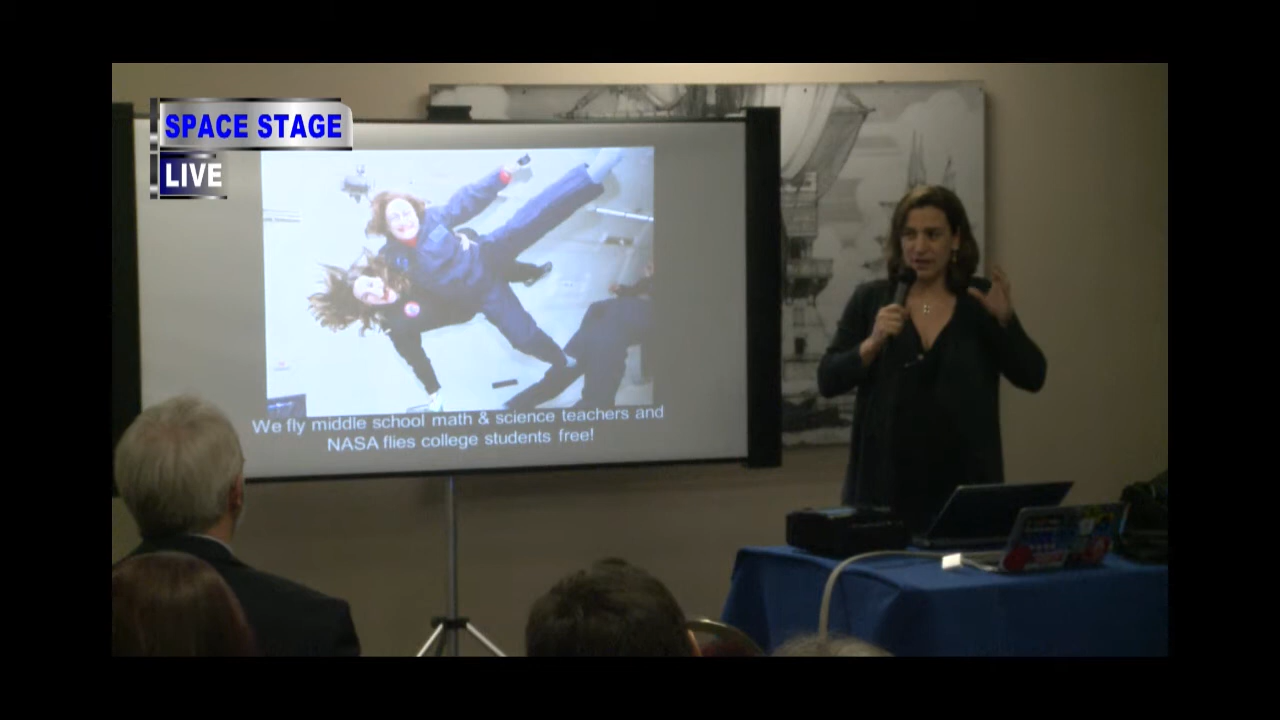 SPACE STAGE
LIVE
We fly middle school math & science teachers and
NASA flies college students free!